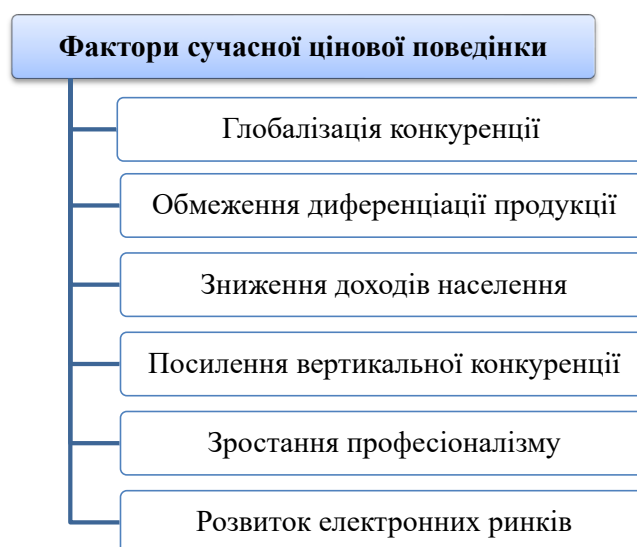 Фактори сучасної цінової поведінки
Глобалізація конкуренції
Обмеження диференціації продукції
Зниження доходів населення
Посилення вертикальної конкуренції
Зростання професіоналізму
Розвиток електронних ринків